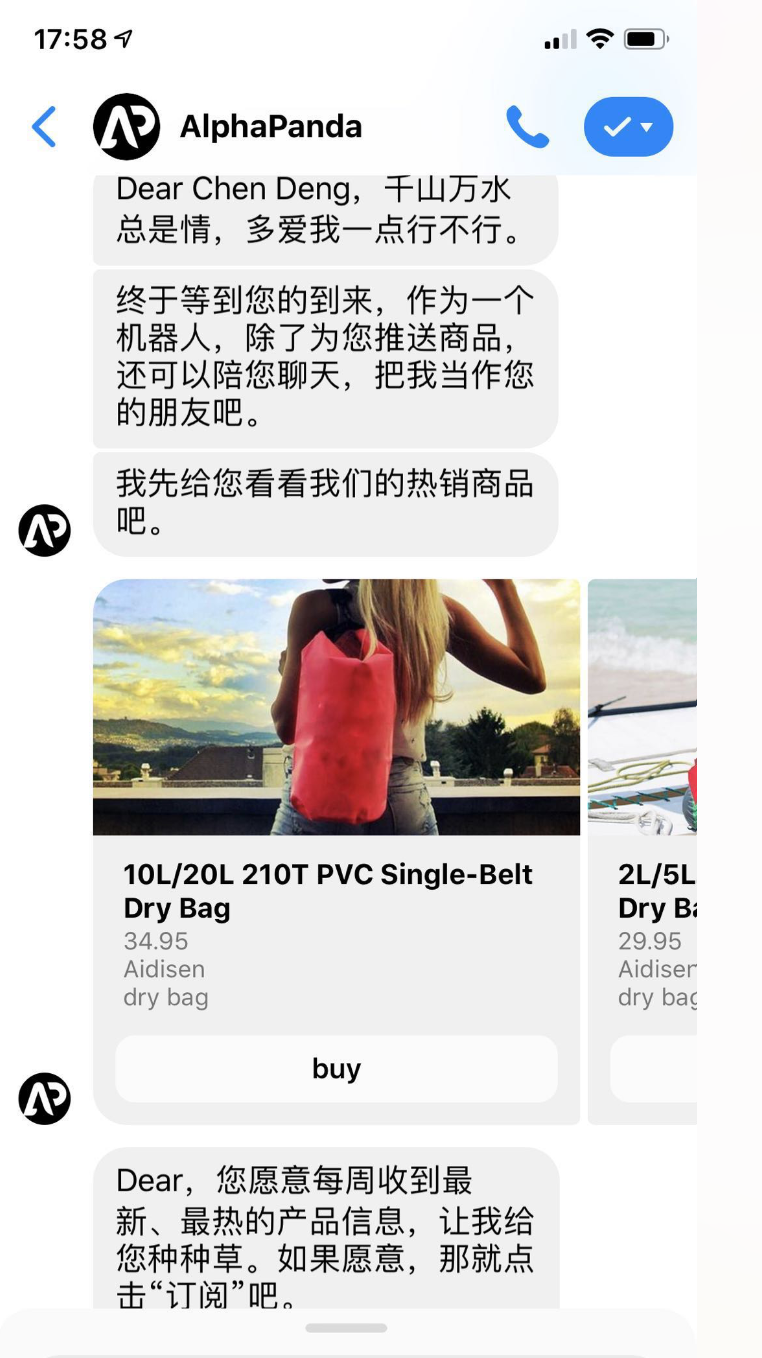 17:58
AP AlphaPanda
Dear Chen Deng，千山万水
总是情，多爱我一点行不行。
终于等到您的到来，作为一个
机器人，除了为您推送商品，
还可以陪您聊天，把我当作您
的朋友吧。
我先给您看看我们的热销商品
吧。
AP
10L/20L 210T PVC Single-Belt
Dry Bag
34.95
Aidisen
dry bag
buy
2L/5L
Dry Ba
29.95
Aidisen
dry bag
AP
Dear，您愿意每周收到最
新、最热的产品信息，让我给
您种种草。如果愿意，那就点
击“订阅”吧。